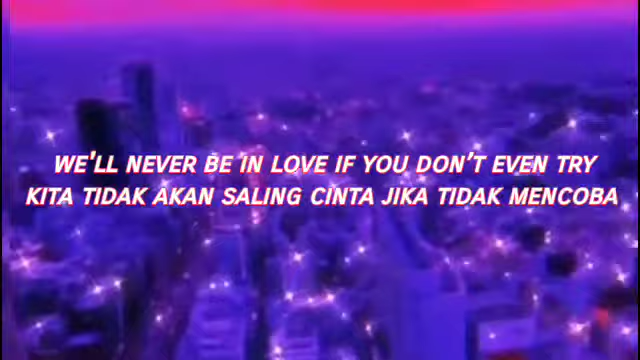 WE'LL NEVER BE IN LOVE IF YOU DON'T EVEN TRY
KITA TIDAK AKAN SALING CINTA JIKA TIDAK MENCOBA